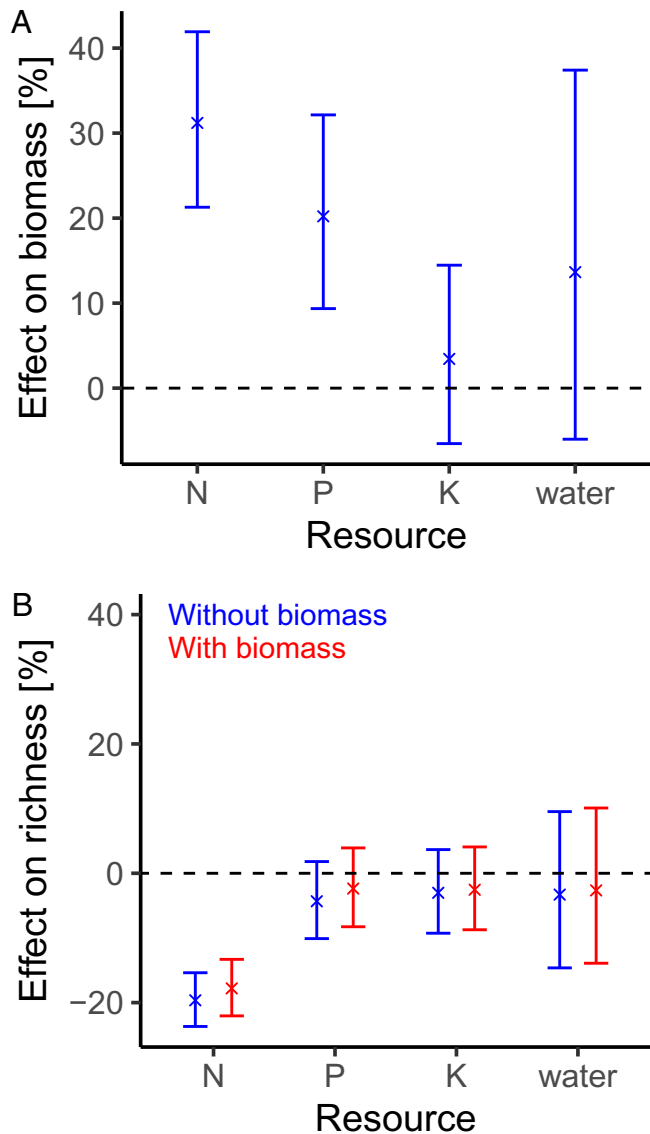 A
Effect on biomass [%]
40
30
20
10
0
N P K water
Resource
B
Effect on richness [%]
Without biomass
With biomass
40
20
0
−20
N P K water
Resource